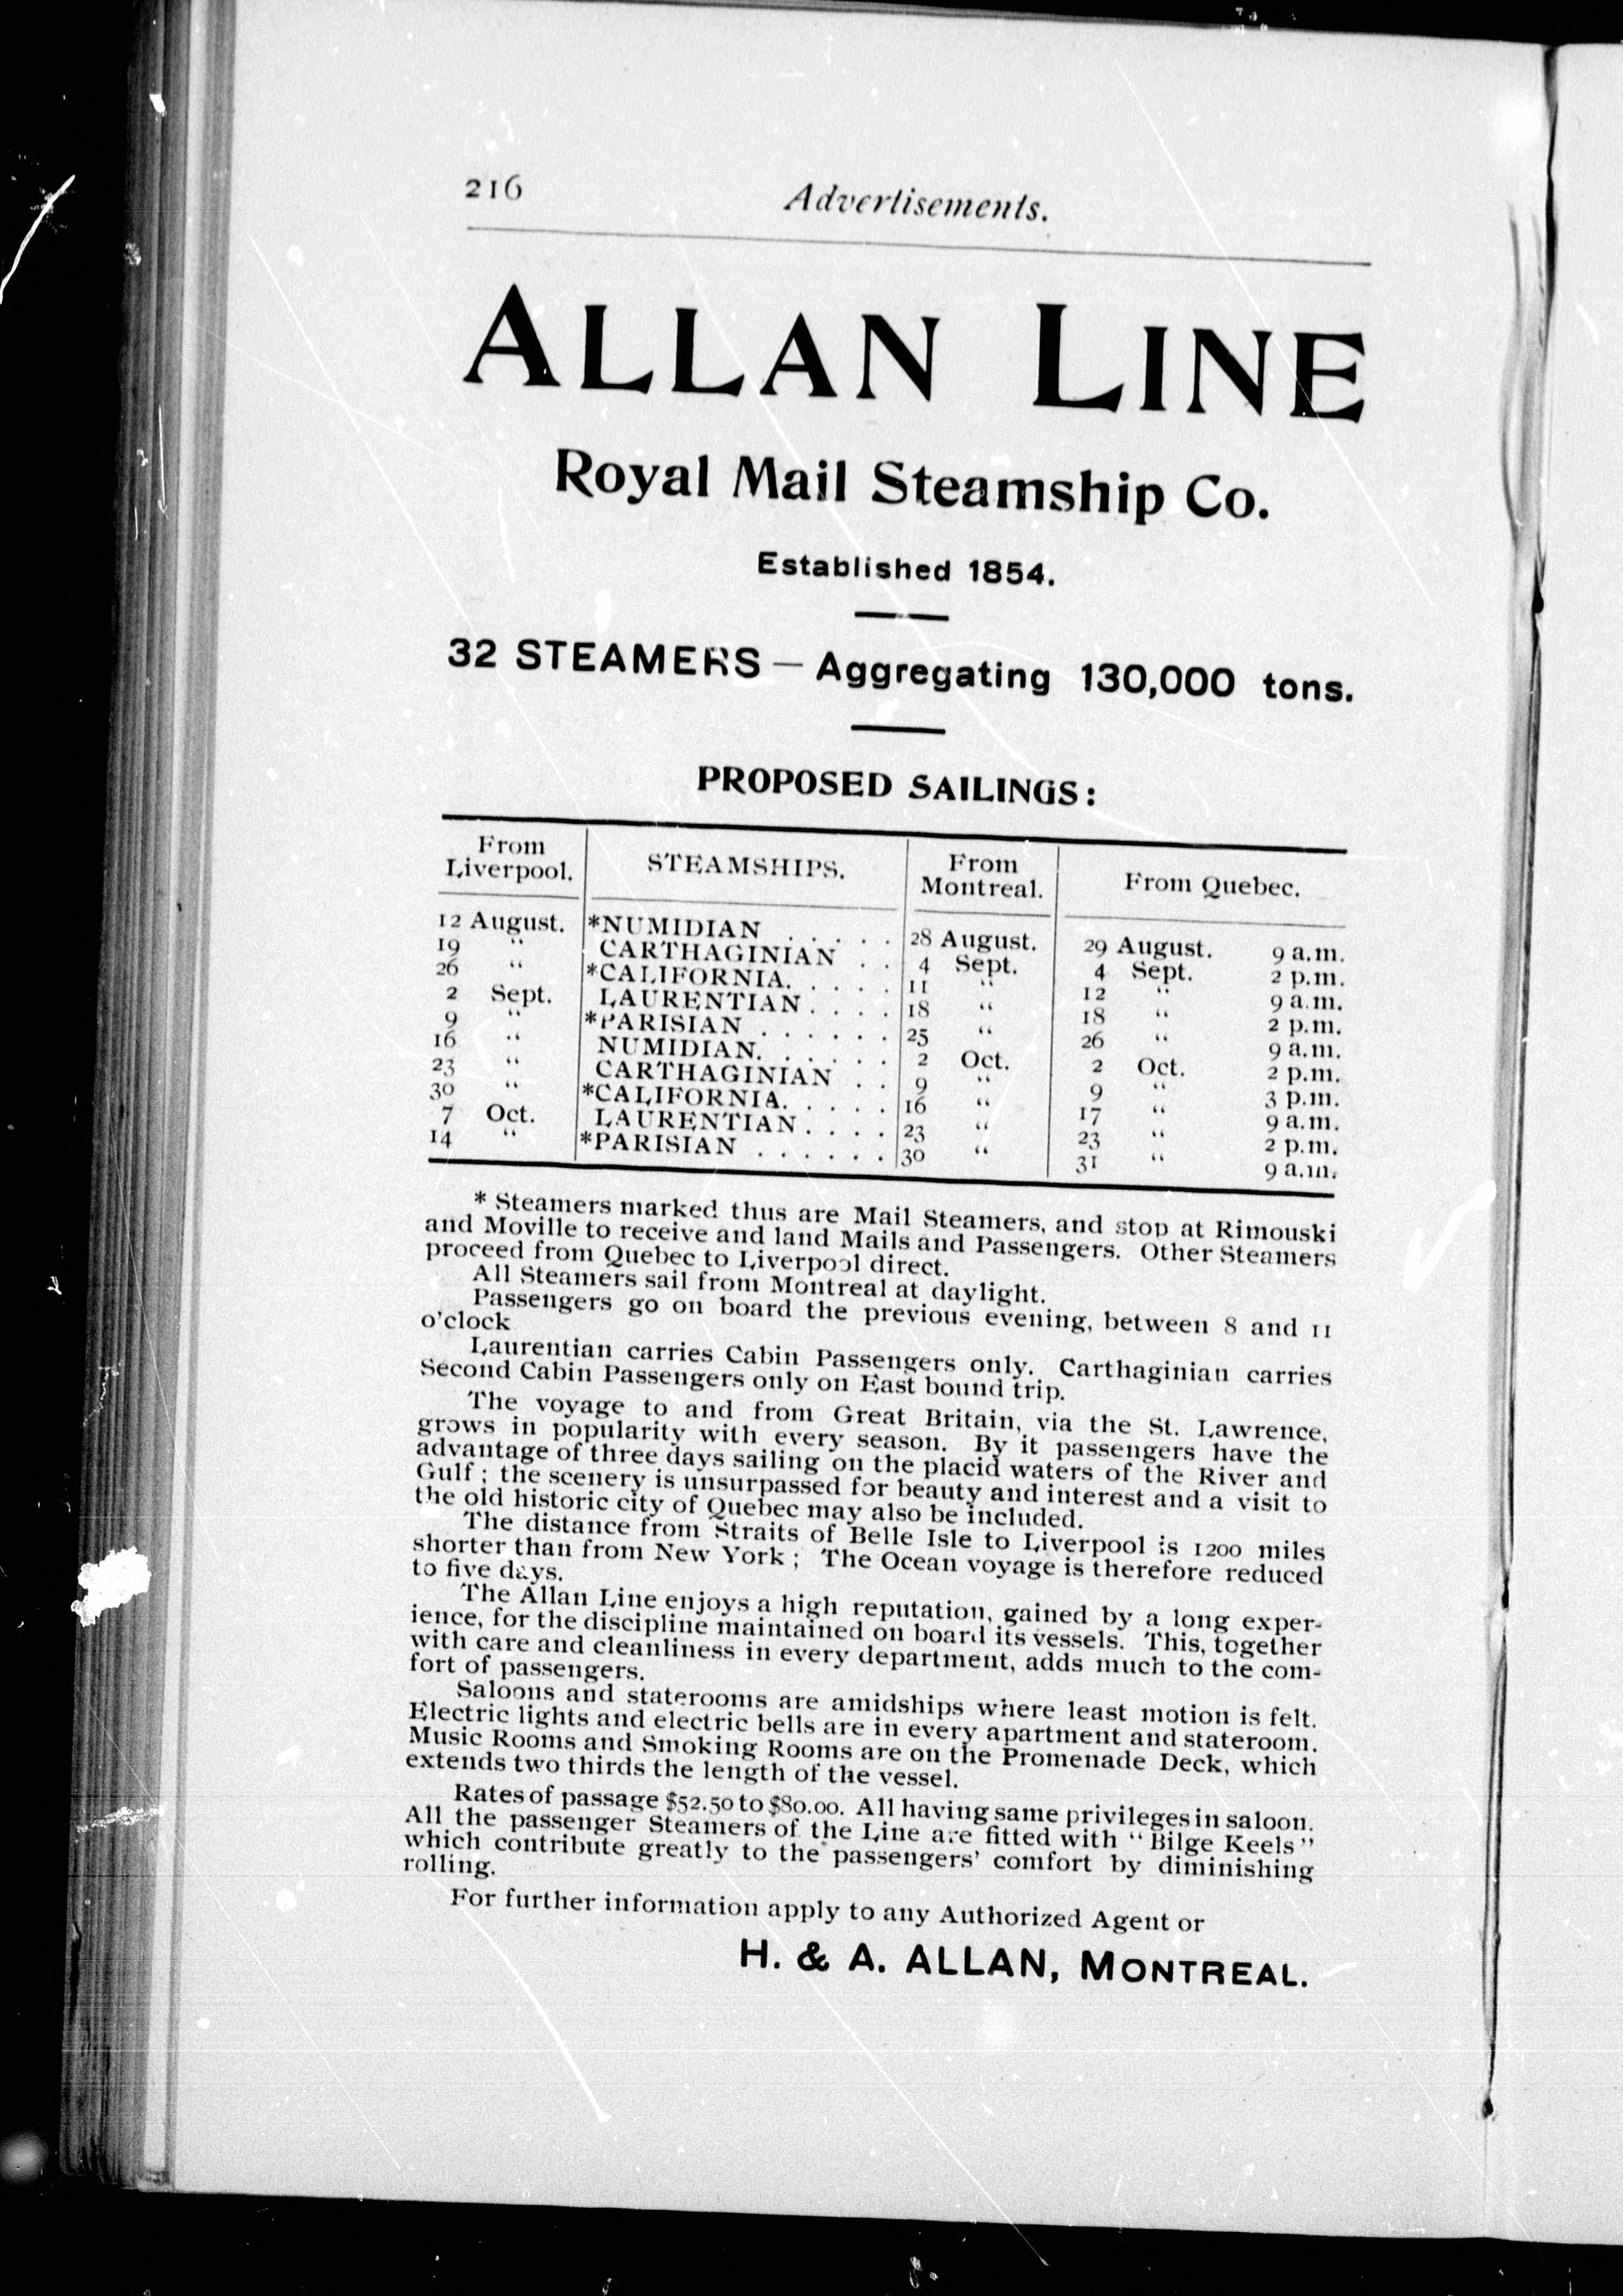 216 Advertisements.
ALLAN LINE
Royal Mail Steamship Co.
Established 1854.
32 STEAMERS — Aggregating 130,000 tons.
PROPOSED SAILINGS:
From Liverpool. STEAMSHIPS. From Montreal. From Quebec.
12 August. *NUMIDIAN . . . . . 28 August. 29 August. 9 a.m.
19 “ CARTHAGINIAN . . 4 Sept. 4 Sept. 2 p.m.
26 “ *CALIFORNIA. . . . . 11 “ 12 “ 9 a.m.
2 Sept. LAURENTIAN . . . . 18 “ 18 “ 2 p.m.
9 “ *PARISIAN . . . . . . 25 “ 26 “ 9 a.m.
16 “ NUMIDIAN. . . . . . 2 Oct. 2 Oct. 2 p.m.
23 “ CARTHAGINIAN . . 9 “ 9 “ 3 p.m.
30 “ *CALIFORNIA. . . . . 16 “ 17 “ 9 a.m.
7 Oct. LAURENTIAN . . . . 23 “ 23 “ 2 p.m.
14 “ *PARISIAN . . . . . . 30 “ 31 “ 9 a.m.
* Steamers marked thus are Mail Steamers, and stop at Rimouski
and Moville to receive and land Mails and Passengers. Other Steamers
proceed from Quebec to Liverpool direct.
All Steamers sail from Montreal at daylight.
Passengers go on board the previous evening, between 8 and 11
o'clock
Laurentian carries Cabin Passengers only. Carthaginian carries
Second Cabin Passengers only on East bound trip.
The voyage to and from Great Britain, via the St. Lawrence,
grows in popularity with every season. By it passengers have the
advantage of three days sailing on the placid waters of the River and
Gulf ; the scenery is unsurpassed for beauty and interest and a visit to
the old historic city of Quebec may also be included.
The distance from Straits of Belle Isle to Liverpool is 1200 miles
shorter than from New York ; The Ocean voyage is therefore reduced
to five days.
The Allan Line enjoys a high reputation, gained by a long exper-
ience, for the discipline maintained on board its vessels. This, together
with care and cleanliness in every department, adds much to the com-
fort of passengers.
Saloons and staterooms are amidships where least motion is felt.
Electric lights and electric bells are in every apartment and stateroom.
Music Rooms and Smoking Rooms are on the Promenade Deck, which
extends two thirds the length of the vessel.
Rates of passage $52.50 to $80.00. All having same privileges in saloon.
All the passenger Steamers of the Line are fitted with “ Bilge Keels ”
which contribute greatly to the passengers' comfort by diminishing
rolling.
For further information apply to any Authorized Agent or
H. & A. ALLAN, MONTREAL.